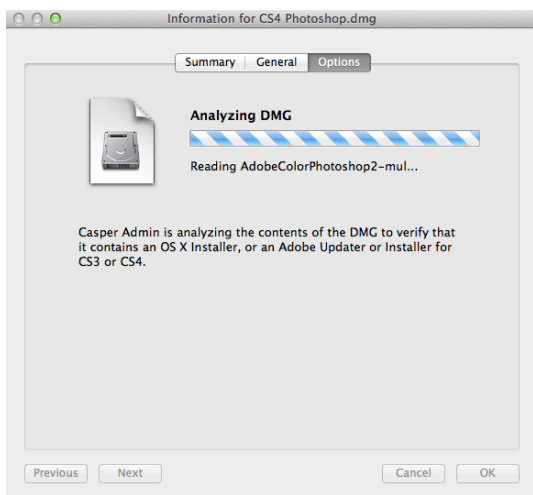 Information for CS4 Photoshop.dmg
Summary General Options
Analyzing DMG
Reading AdobeColorPhotoshop2-mul...
Casper Admin is analyzing the contents of the DMG to verify that
it contains an OS X Installer, or an Adobe Updater or Installer for
CS3 or CS4.
Previous Next Cancel OK